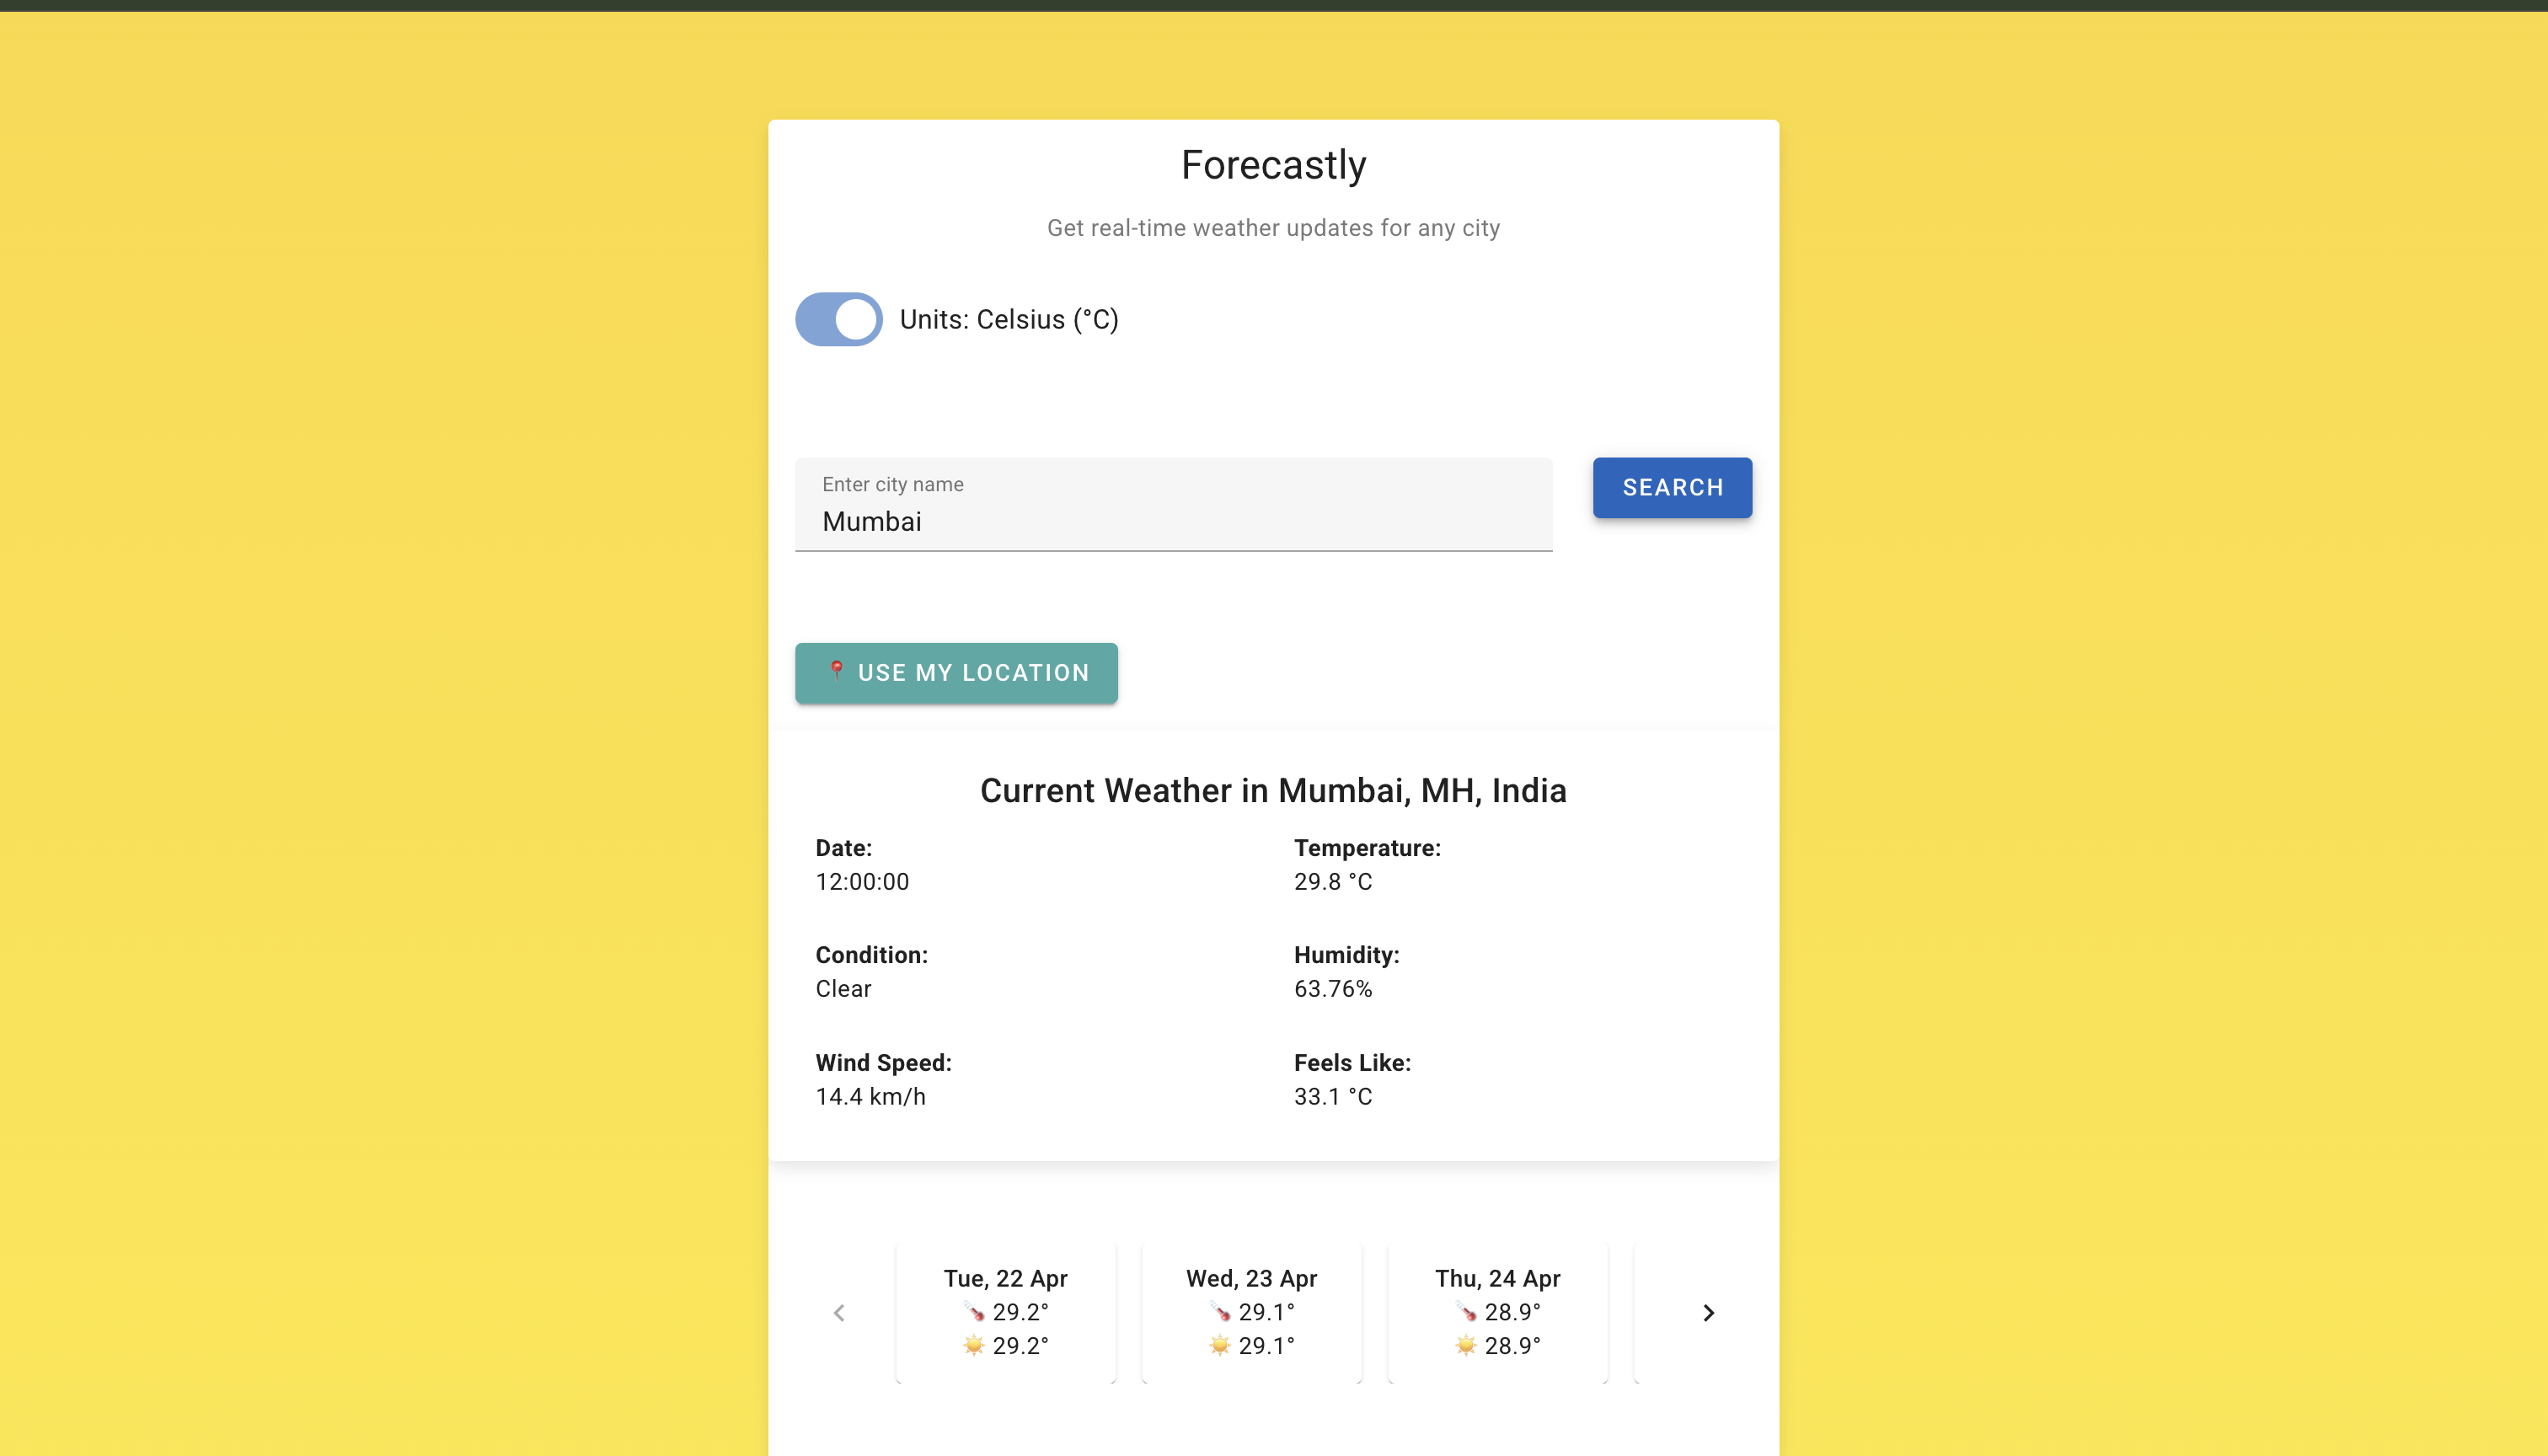 Forecastly
Get real-time weather updates for any city
Units: Celsius (°C)
Enter city name
Mumbai
SEARCH
📍 USE MY LOCATION
Current Weather in Mumbai, MH, India
Date:
12:00:00
Temperature:
29.8 °C
Condition:
Clear
Humidity:
63.76%
Wind Speed:
14.4 km/h
Feels Like:
33.1 °C
Tue, 22 Apr
🌡️ 29.2°
☀️ 29.2°
Wed, 23 Apr
🌡️ 29.1°
☀️ 29.1°
Thu, 24 Apr
🌡️ 28.9°
☀️ 28.9°